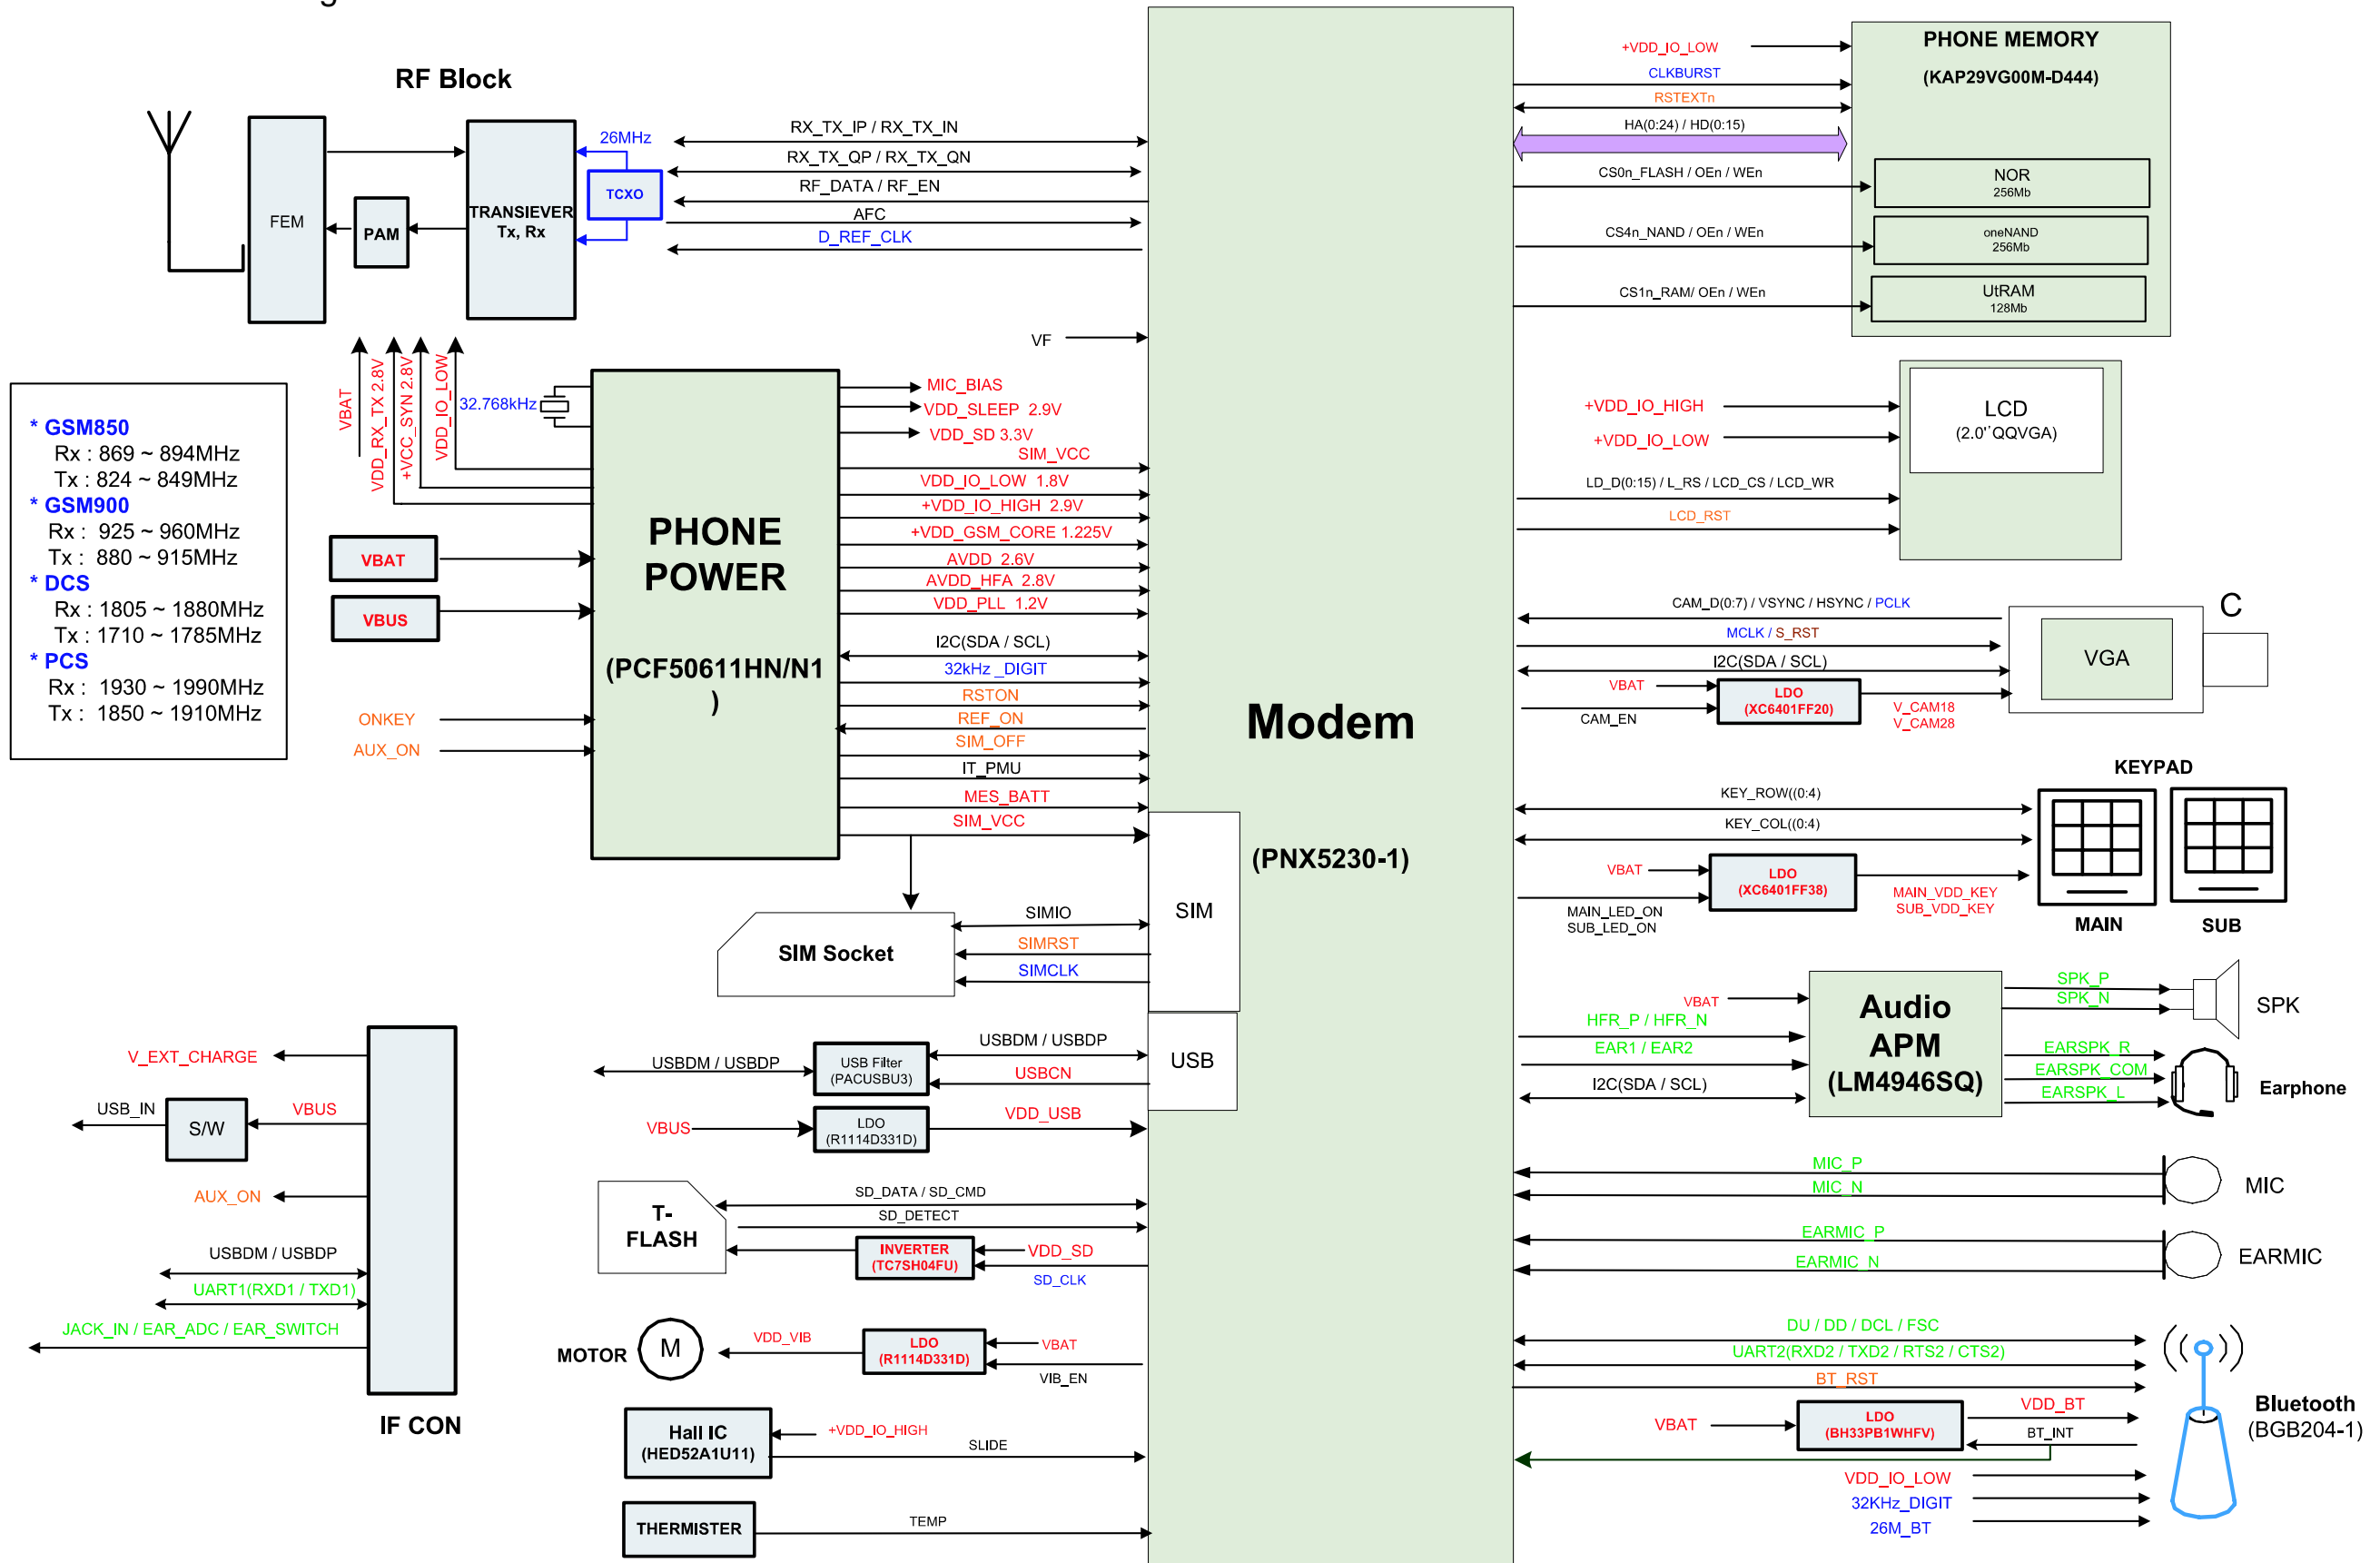 RF Block
FEM
PAM
TRANSIEVER
Tx, Rx
26MHz
TCXO
RX_TX_IP / RX_TX_IN
RX_TX_QP / RX_TX_QN
RF_DATA / RF_EN
AFC
D_REF_CLK
VF
VBAT
VDD_RX_TX 2.8V
+VCC_SYN 2.8V
VDD_IO_LOW
32.768kHz
* GSM850
Rx : 869 ~ 894MHz
Tx : 824 ~ 849MHz
* GSM900
Rx :  925 ~ 960MHz
Tx :  880 ~ 915MHz
* DCS
Rx : 1805 ~ 1880MHz
Tx : 1710 ~ 1785MHz
* PCS
Rx :  1930 ~ 1990MHz
Tx :  1850 ~ 1910MHz
VBAT
VBUS
ONKEY
AUX_ON
PHONE
POWER
(PCF50611HN/N1
)
MIC_BIAS
VDD_SLEEP  2.9V
VDD_SD 3.3V
SIM_VCC
VDD_IO_LOW  1.8V
+VDD_IO_HIGH  2.9V
+VDD_GSM_CORE 1.225V
AVDD  2.6V
AVDD_HFA  2.8V
VDD_PLL  1.2V
I2C(SDA / SCL)
32kHz _DIGIT
RSTON
REF_ON
SIM_OFF
IT_PMU
MES_BATT
SIM_VCC
SIM Socket
SIMIO
SIMRST
SIMCLK
SIM
USB
Modem
(PNX5230-1)
V_EXT_CHARGE
USB_IN
S/W
VBUS
AUX_ON
USBDM / USBDP
UART1(RXD1 / TXD1)
JACK_IN / EAR_ADC / EAR_SWITCH
IF CON
USBDM / USBDP
USB Filter
(PACUSBU3)
USBDM / USBDP
USBCN
VBUS
LDO
(R1114D331D)
VDD_USB
T-
FLASH
SD_DATA / SD_CMD
SD_DETECT
INVERTER
(TC7SH04FU)
VDD_SD
SD_CLK
MOTOR
M
VDD_VIB
LDO
(R1114D331D)
VBAT
VIB_EN
Hall IC
(HED52A1U11)
+VDD_IO_HIGH
SLIDE
THERMISTER
TEMP
PHONE MEMORY
(KAP29VG00M-D444)
+VDD_IO_LOW
CLKBURST
RSTEXTn
HA(0:24) / HD(0:15)
CS0n_FLASH / OEn / WEn
NOR
256Mb
CS4n_NAND / OEn / WEn
oneNAND
256Mb
CS1n_RAM/ OEn / WEn
UtRAM
128Mb
+VDD_IO_HIGH
+VDD_IO_LOW
LCD
(2.0'`QQVGA)
LD_D(0:15) / L_RS / LCD_CS / LCD_WR
LCD_RST
CAM_D(0:7) / VSYNC / HSYNC / PCLK
MCLK / S_RST
I2C(SDA / SCL)
VBAT
CAM_EN
LDO
(XC6401FF20)
V_CAM18
V_CAM28
VGA
C
KEYPAD
KEY_ROW((0:4)
KEY_COL((0:4)
VBAT
LDO
(XC6401FF38)
MAIN_LED_ON
SUB_LED_ON
MAIN_VDD_KEY
SUB_VDD_KEY
MAIN
SUB
VBAT
HFR_P / HFR_N
EAR1 / EAR2
I2C(SDA / SCL)
Audio
APM
(LM4946SQ)
SPK_P
SPK_N
SPK
EARSPK_R
EARSPK_COM
EARSPK_L
Earphone
MIC_P
MIC_N
MIC
EARMIC_P
EARMIC_N
EARMIC
DU / DD / DCL / FSC
UART2(RXD2 / TXD2 / RTS2 / CTS2)
BT_RST
VBAT
LDO
(BH33PB1WHFV)
VDD_BT
BT_INT
Bluetooth
(BGB204-1)
VDD_IO_LOW
32KHz_DIGIT
26M_BT